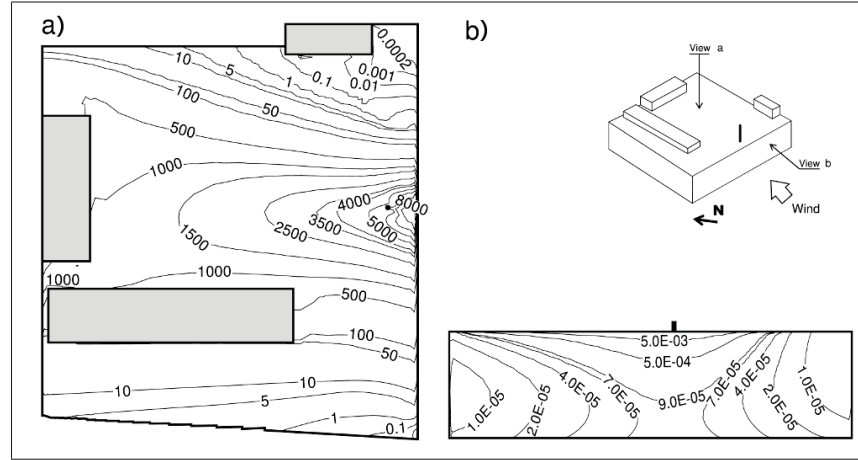 a)
10
5
1
0.1
0.0002
0.001
0.01
100
50
500
1000
4000
8000
5000
3500
2500
1500
1000
1000
500
100
50
10
10
5
1
0.1
b)
View a
View b
N
Wind
5.0E-03
5.0E-04
9.0E-05
7.0E-05
4.0E-05
2.0E-05
1.0E-05
7.0E-05
4.0E-05
2.0E-05
1.0E-05